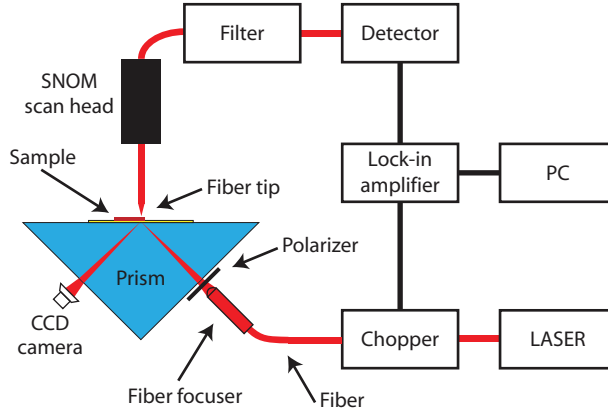 Filter
Detector
SNOM
scan head
Sample
Fiber tip
Lock-in
amplifier
PC
Polarizer
Prism
CCD
camera
Chopper
LASER
Fiber focuser
Fiber